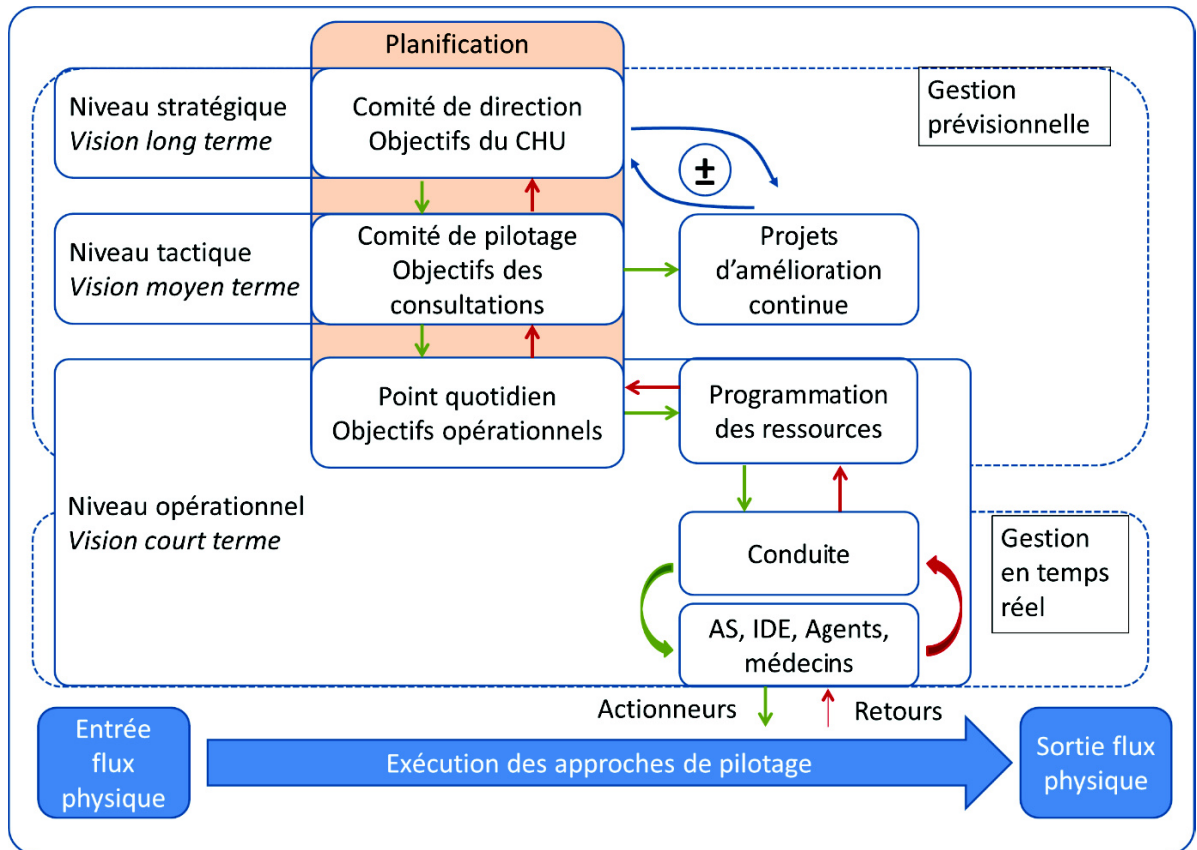 Planification
Niveau stratégique
Vision long terme
Comité de direction
Objectifs du CHU
Gestion
prévisionnelle
±
Niveau tactique
Vision moyen terme
Comité de pilotage
Objectifs des
consultations
Projets
d’amélioration
continue
Point quotidien
Objectifs opérationnels
Programmation
des ressources
Niveau opérationnel
Vision court terme
Conduite
Gestion
en temps
réel
AS, IDE, Agents,
médecins
Actionneurs
Retours
Entrée
flux
physique
Exécution des approches de pilotage
Sortie flux
physique